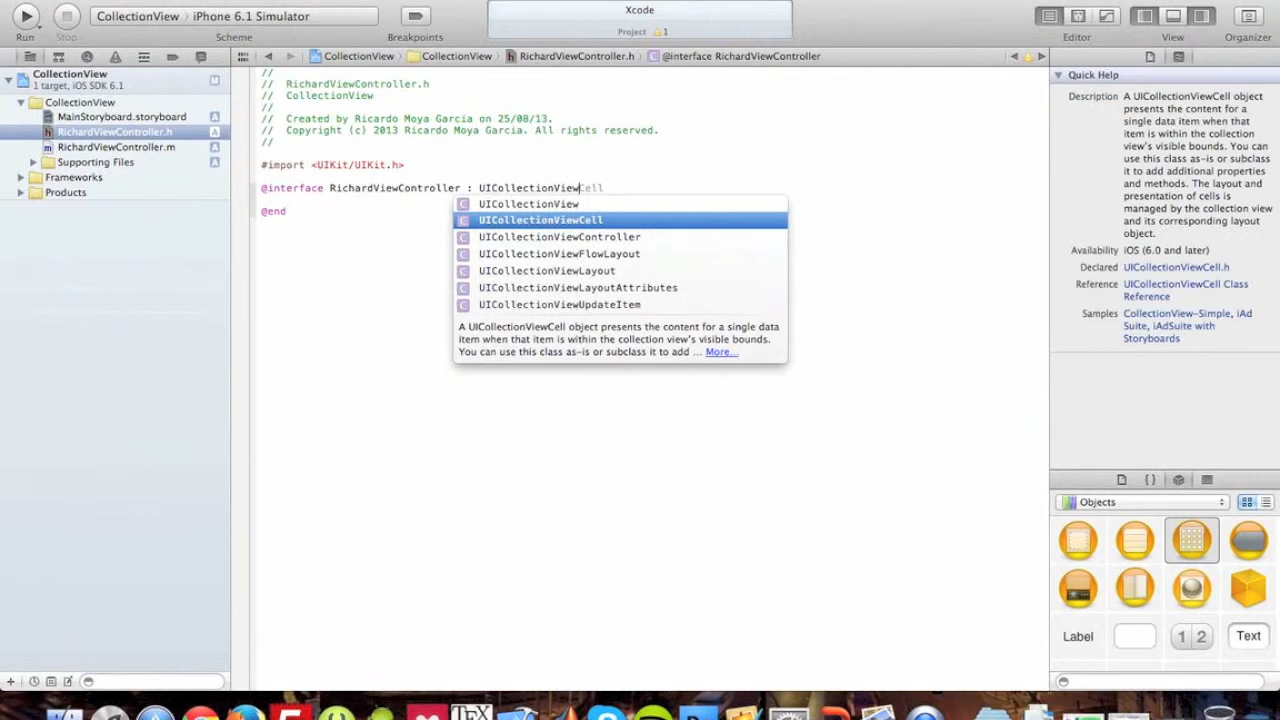 Xcode
CollectionView › iPhone 6.1 Simulator
Project 1
Run
Stop
Scheme
Breakpoints
Editor
View
Organizer
CollectionView
CollectionView
RichardViewController.h
@interface RichardViewController
CollectionView
M
1 target, iOS SDK 6.1
CollectionView
MainStoryboard.storyboard
A
RichardViewController.h
A
RichardViewController.m
A
Supporting Files
A
Frameworks
Products
//
// RichardViewController.h
// CollectionView
//
// Created by Ricardo Moya Garcia on 25/08/13.
// Copyright (c) 2013 Ricardo Moya Garcia. All rights reserved.
//
#import <UIKit/UIKit.h>
@interface RichardViewController : UICollectionViewCell
@end
C UICollectionView
C UICollectionViewCell
C UICollectionViewController
C UICollectionViewFlowLayout
C UICollectionViewLayout
C UICollectionViewLayoutAttributes
C UICollectionViewUpdateItem
A UICollectionViewCell object presents the content for a single data
item when that item is within the collection view's visible bounds.
You can use this class as-is or subclass it to add ... More...
Quick Help
Description
A UICollectionViewCell object
presents the content for a
single data item when that
item is within the collection
view's visible bounds. You can
use this class as-is or subclass
it to add additional properties
and methods. The layout and
presentation of cells is
managed by the collection view
and its corresponding layout
object.
Availability
iOS (6.0 and later)
Declared
UICollectionViewCell.h
Reference
UICollectionViewCell Class
Reference
Samples
CollectionView-Simple, iAd
Suite, iAdSuite with
Storyboards
{ }
Objects
Label
1 2
Text
TEX